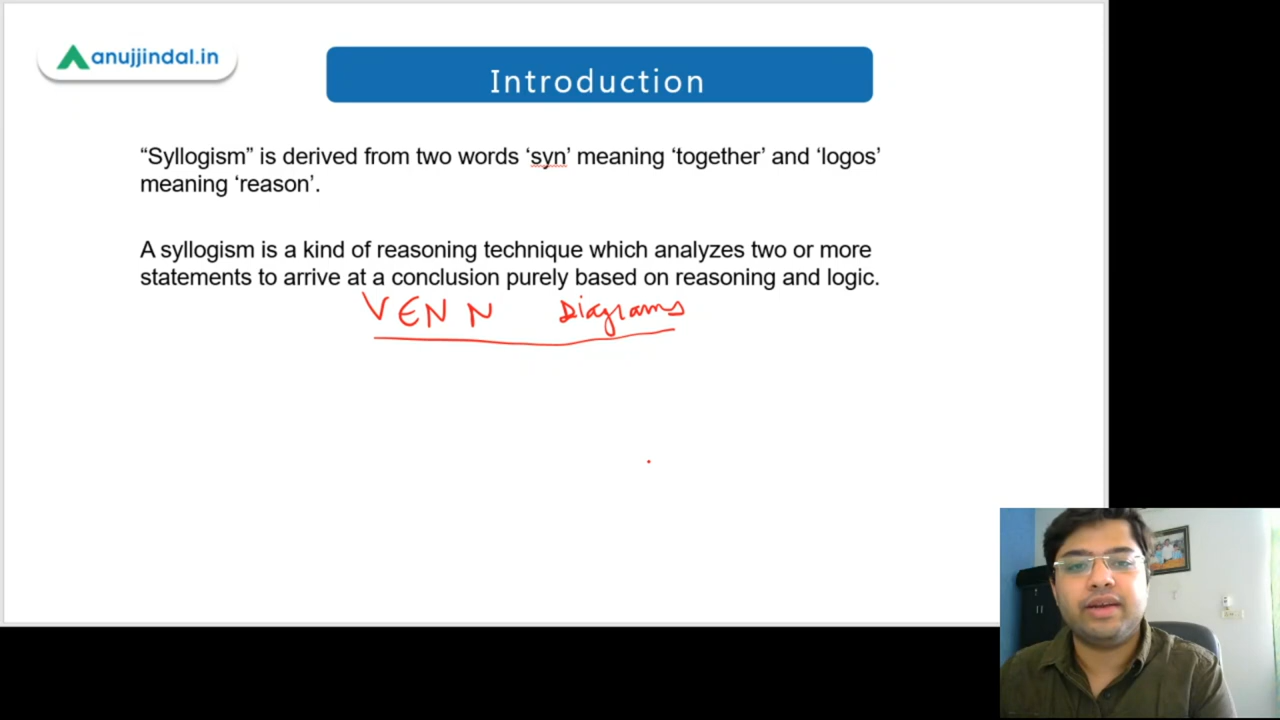 anujjindal.in
Introduction
“Syllogism” is derived from two words ‘syn’ meaning ‘together’ and ‘logos’
meaning ‘reason’.
A syllogism is a kind of reasoning technique which analyzes two or more
statements to arrive at a conclusion purely based on reasoning and logic.
VENN Diagrams